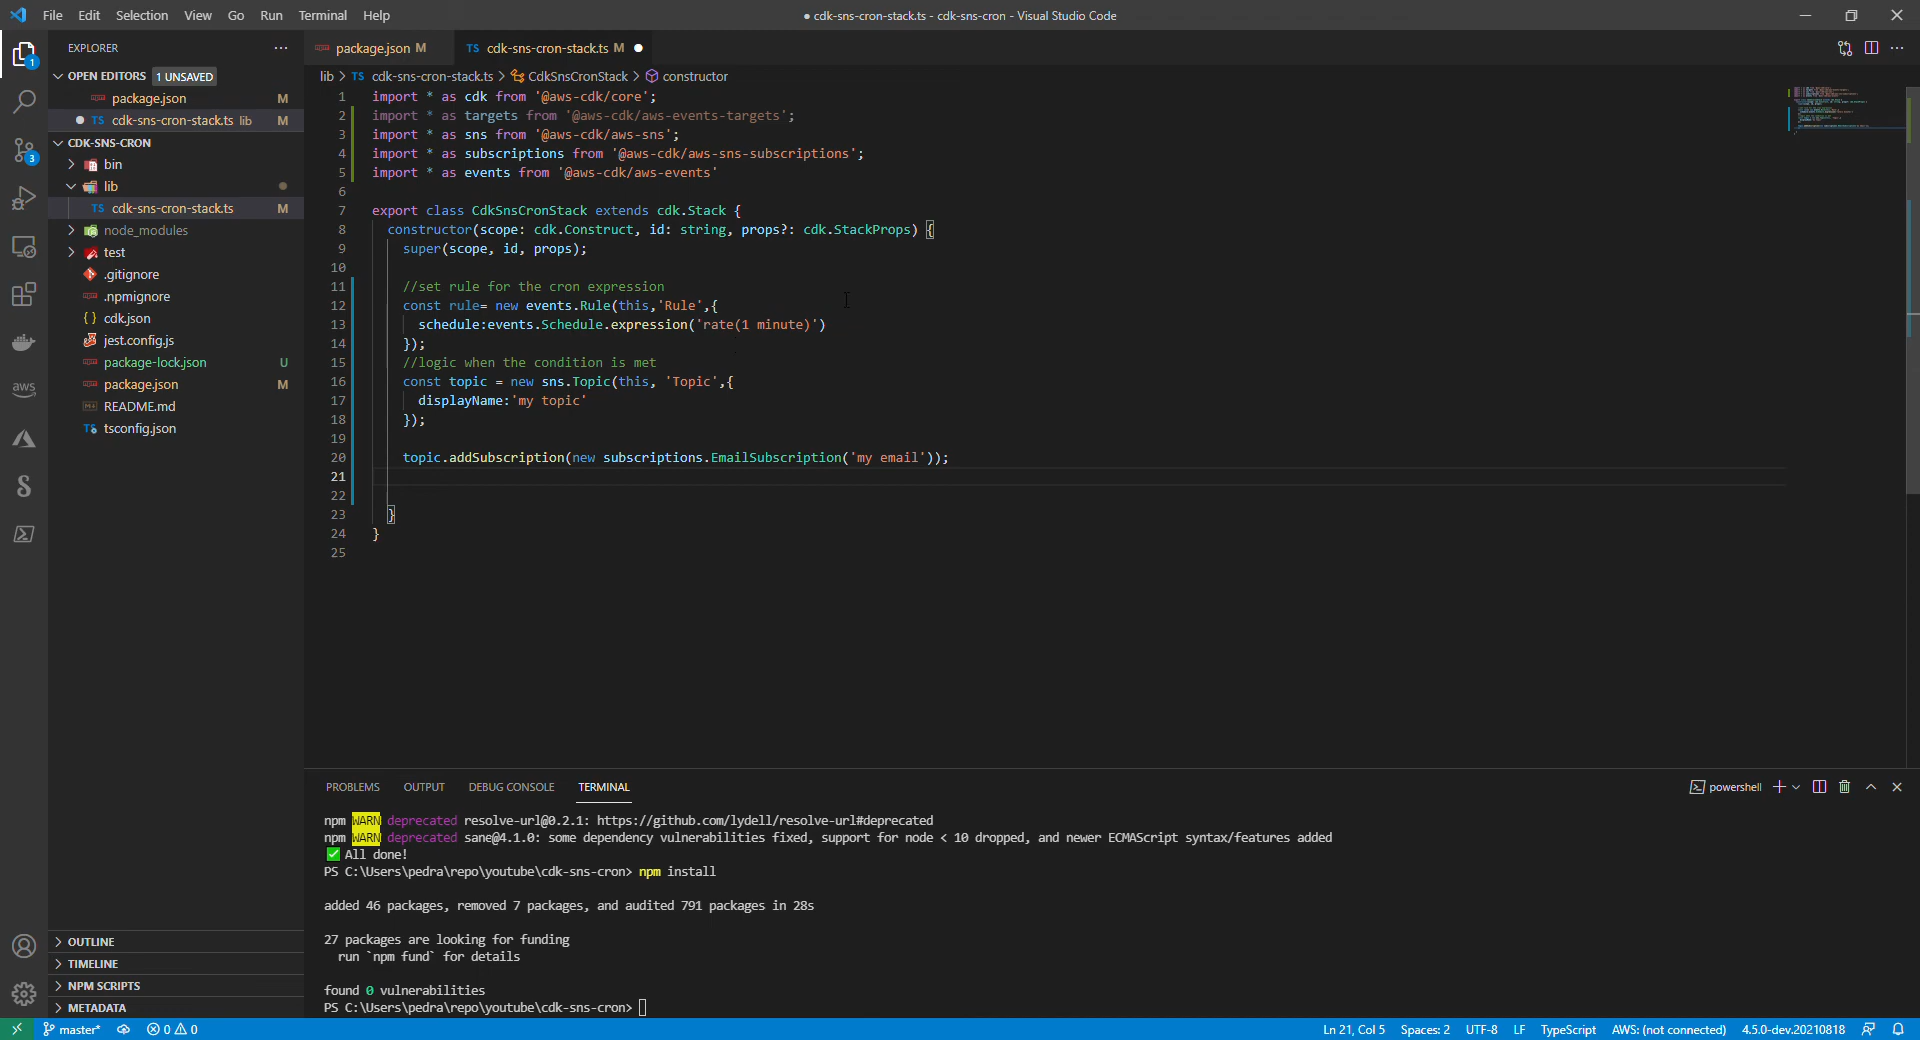 File Edit Selection View Go Run Terminal Help
● cdk-sns-cron-stack.ts - cdk-sns-cron - Visual Studio Code
EXPLORER
OPEN EDITORS 1 UNSAVED
package.json M
TS cdk-sns-cron-stack.ts lib M
CDK-SNS-CRON
bin
lib
TS cdk-sns-cron-stack.ts M
node_modules
test
.gitignore
.npmignore
{ } cdk.json
jest.config.js
package-lock.json U
package.json M
README.md
tsconfig.json
OUTLINE
TIMELINE
NPM SCRIPTS
METADATA
1
3
aws
package.json M
TS cdk-sns-cron-stack.ts M ●
lib > TS cdk-sns-cron-stack.ts > CdkSnsCronStack > constructor
1 import * as cdk from '@aws-cdk/core';
2 import * as targets from '@aws-cdk/aws-events-targets';
3 import * as sns from '@aws-cdk/aws-sns';
4 import * as subscriptions from '@aws-cdk/aws-sns-subscriptions';
5 import * as events from '@aws-cdk/aws-events'
6
7 export class CdkSnsCronStack extends cdk.Stack {
8 constructor(scope: cdk.Construct, id: string, props?: cdk.StackProps) {
9 super(scope, id, props);
10
11 //set rule for the cron expression
12 const rule= new events.Rule(this,'Rule',{
13 schedule:events.Schedule.expression('rate(1 minute)')
14 });
15 //logic when the condition is met
16 const topic = new sns.Topic(this, 'Topic',{
17 displayName:'my topic'
18 });
19
20 topic.addSubscription(new subscriptions.EmailSubscription('my email'));
21
22
23 }
24 }
25
PROBLEMS OUTPUT DEBUG CONSOLE TERMINAL
powershell
npm WARN deprecated resolve-url@0.2.1: https://github.com/lydell/resolve-url#deprecated
npm WARN deprecated sane@4.1.0: some dependency vulnerabilities fixed, support for node < 10 dropped, and newer ECMAScript syntax/features added
✅ All done!
PS C:\Users\pedra\repo\youtube\cdk-sns-cron> npm install
added 46 packages, removed 7 packages, and audited 791 packages in 28s
27 packages are looking for funding
run `npm fund` for details
found 0 vulnerabilities
PS C:\Users\pedra\repo\youtube\cdk-sns-cron>
master* 0 0
Ln 21, Col 5 Spaces: 2 UTF-8 LF TypeScript AWS: (not connected) 4.5.0-dev.20210818